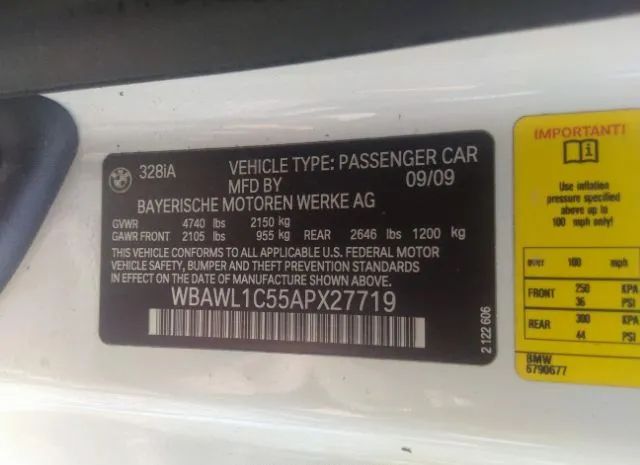 BMW
328iA
VEHICLE TYPE: PASSENGER CAR
MFD BY 09/09
BAYERISCHE MOTOREN WERKE AG
GVWR 4740 lbs 2150 kg
GAWR FRONT 2105 lbs 955 kg REAR 2646 lbs 1200 kg
THIS VEHICLE CONFORMS TO ALL APPLICABLE U.S. FEDERAL MOTOR
VEHICLE SAFETY, BUMPER AND THEFT PREVENTION STANDARDS
IN EFFECT ON THE DATE OF MANUFACTURE SHOWN ABOVE.
WBAWL1C55APX27719
2 122 606
IMPORTANT!
Use inflation
pressure specified
above up to
100 mph only!
over 100 mph
FRONT 250 KPA
36 PSI
REAR 300 KPA
44 PSI
BMW
6790677